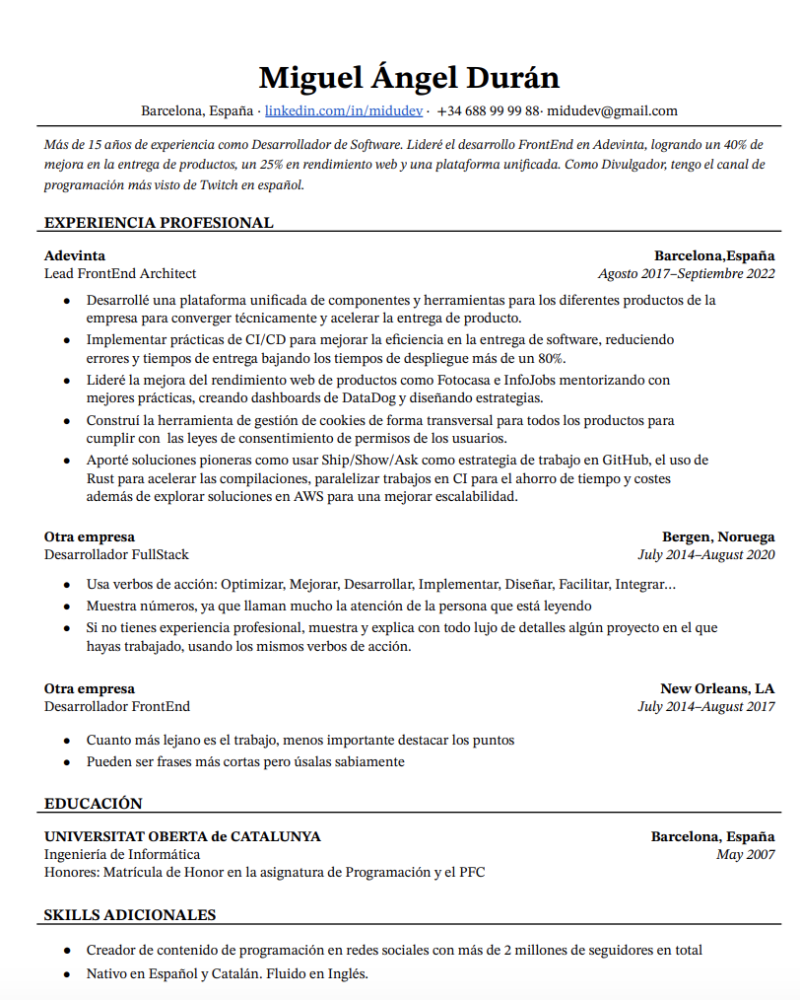 Miguel Ángel Durán
Barcelona, España · linkedin.com/in/midudev · +34 688 99 99 88· midudev@gmail.com
Más de 15 años de experiencia como Desarrollador de Software. Lideré el desarrollo FrontEnd en Adevinta, logrando un 40% de
mejora en la entrega de productos, un 25% en rendimiento web y una plataforma unificada. Como Divulgador, tengo el canal de
programación más visto de Twitch en español.
EXPERIENCIA PROFESIONAL
Adevinta Barcelona,España
Lead FrontEnd Architect Agosto 2017–Septiembre 2022
● Desarrollé una plataforma unificada de componentes y herramientas para los diferentes productos de la
empresa para converger técnicamente y acelerar la entrega de producto.
● Implementar prácticas de CI/CD para mejorar la eficiencia en la entrega de software, reduciendo
errores y tiempos de entrega bajando los tiempos de despliegue más de un 80%.
● Lideré la mejora del rendimiento web de productos como Fotocasa e InfoJobs mentorizando con
mejores prácticas, creando dashboards de DataDog y diseñando estrategias.
● Construí la herramienta de gestión de cookies de forma transversal para todos los productos para
cumplir con las leyes de consentimiento de permisos de los usuarios.
● Aporté soluciones pioneras como usar Ship/Show/Ask como estrategia de trabajo en GitHub, el uso de
Rust para acelerar las compilaciones, paralelizar trabajos en CI para el ahorro de tiempo y costes
además de explorar soluciones en AWS para una mejorar escalabilidad.
Otra empresa Bergen, Noruega
Desarrollador FullStack July 2014–August 2020
● Usa verbos de acción: Optimizar, Mejorar, Desarrollar, Implementar, Diseñar, Facilitar, Integrar...
● Muestra números, ya que llaman mucho la atención de la persona que está leyendo
● Si no tienes experiencia profesional, muestra y explica con todo lujo de detalles algún proyecto en el que
hayas trabajado, usando los mismos verbos de acción.
Otra empresa New Orleans, LA
Desarrollador FrontEnd July 2014–August 2017
● Cuanto más lejano es el trabajo, menos importante destacar los puntos
● Pueden ser frases más cortas pero úsalas sabiamente
EDUCACIÓN
UNIVERSITAT OBERTA de CATALUNYA Barcelona, España
Ingeniería de Informática May 2007
Honores: Matrícula de Honor en la asignatura de Programación y el PFC
SKILLS ADICIONALES
● Creador de contenido de programación en redes sociales con más de 2 millones de seguidores en total
● Nativo en Español y Catalán. Fluido en Inglés.